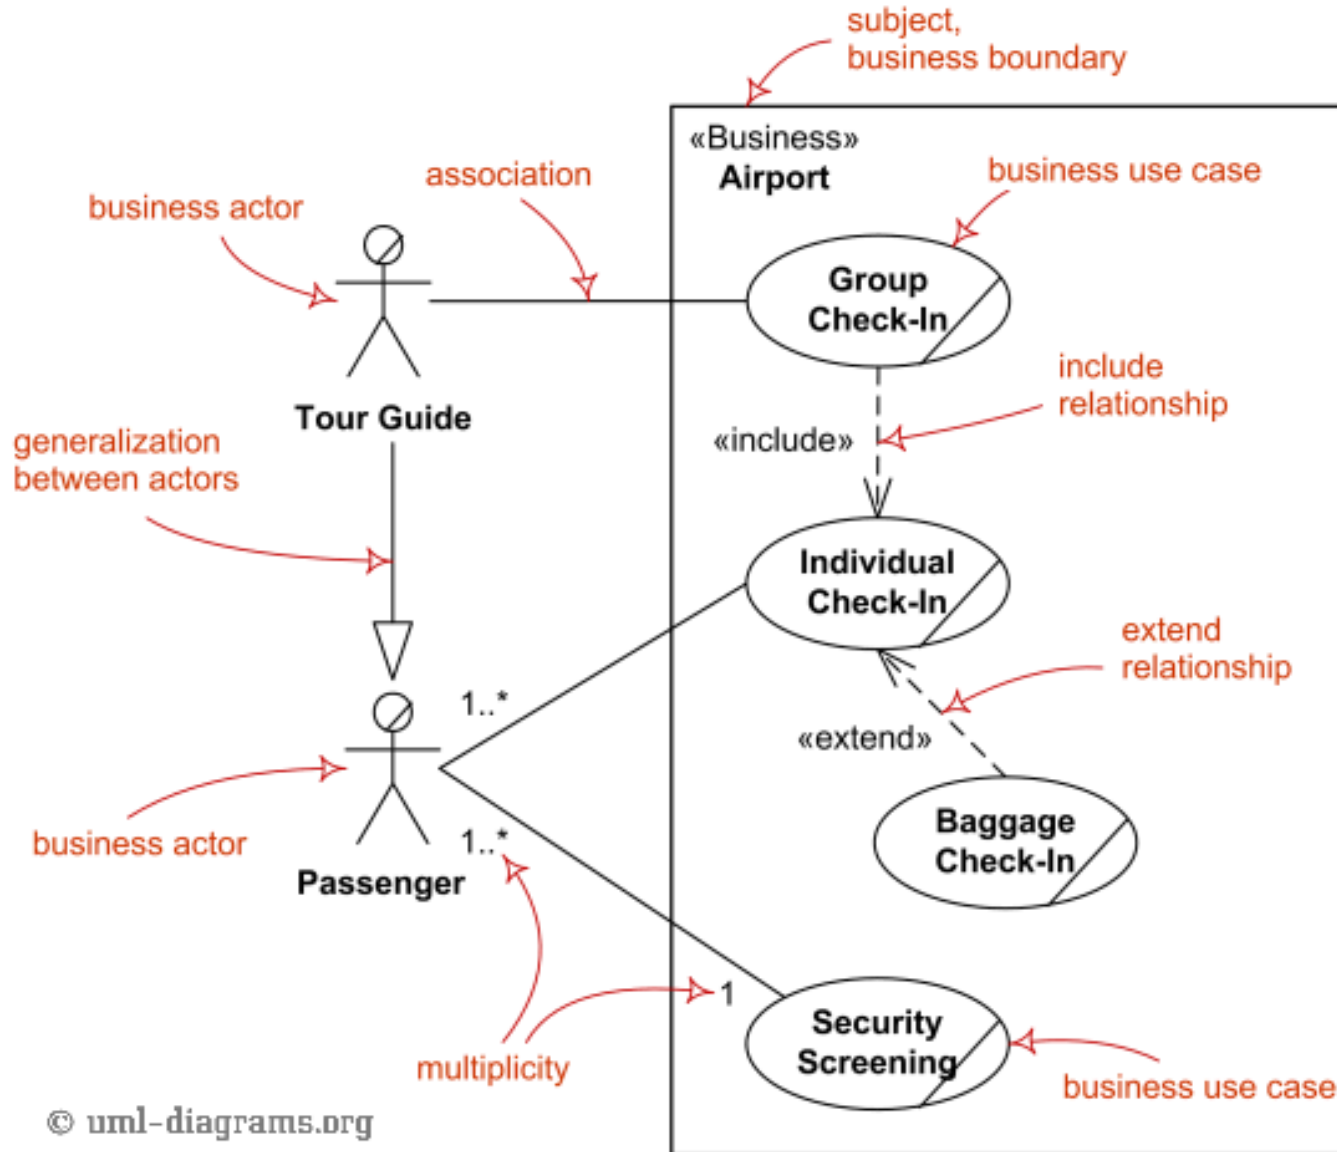 subject,
business boundary
«Business»
Airport
association
business use case
business actor
Group
Check-In
include
relationship
Tour Guide
«include»
generalization
between actors
Individual
Check-In
extend
relationship
1..*
«extend»
Baggage
Check-In
business actor
1..*
Passenger
1
Security
Screening
multiplicity
business use case
© uml-diagrams.org